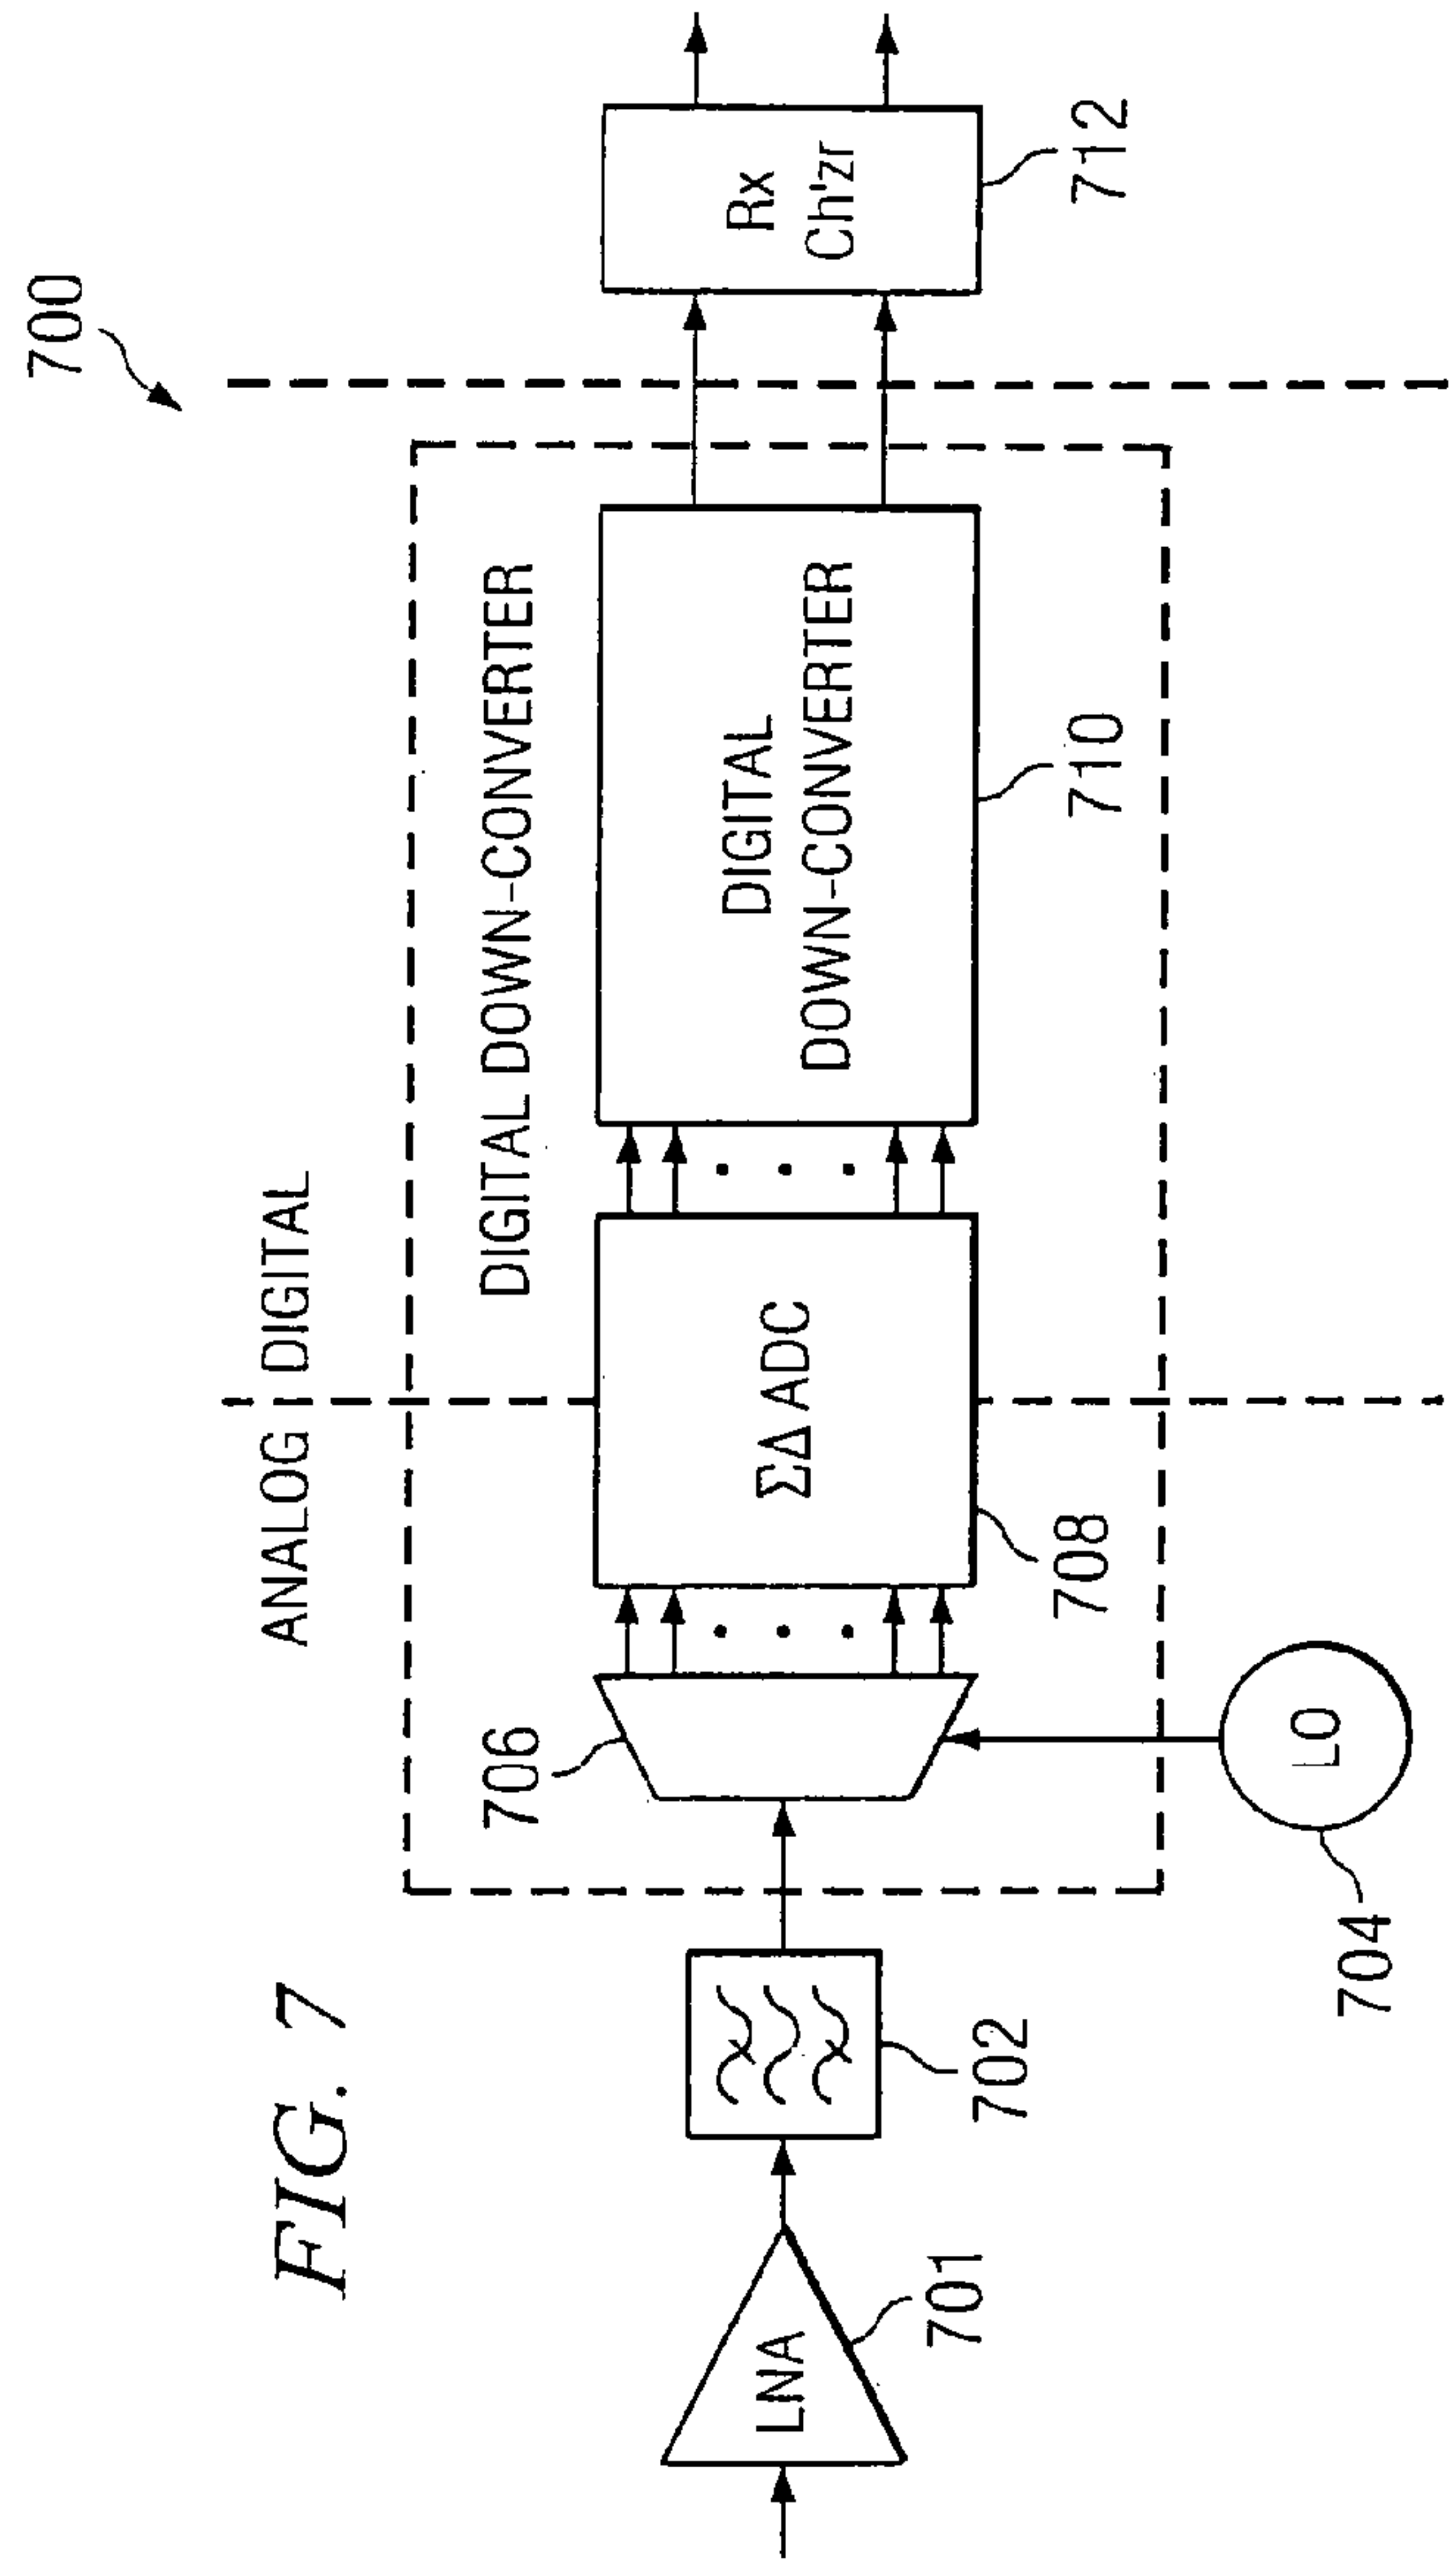 FIG. 7
700
ANALOG
DIGITAL
DIGITAL DOWN-CONVERTER
LNA
701
702
706
LO
704
ΣΔ ADC
708
DIGITAL
DOWN-CONVERTER
710
Rx
Ch'zr
712